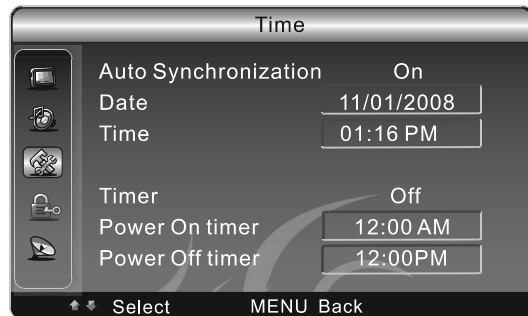 Time
Auto Synchronization On
Date 11/01/2008
Time 01:16 PM
Timer Off
Power On timer 12:00 AM
Power Off timer 12:00PM
Select MENU Back